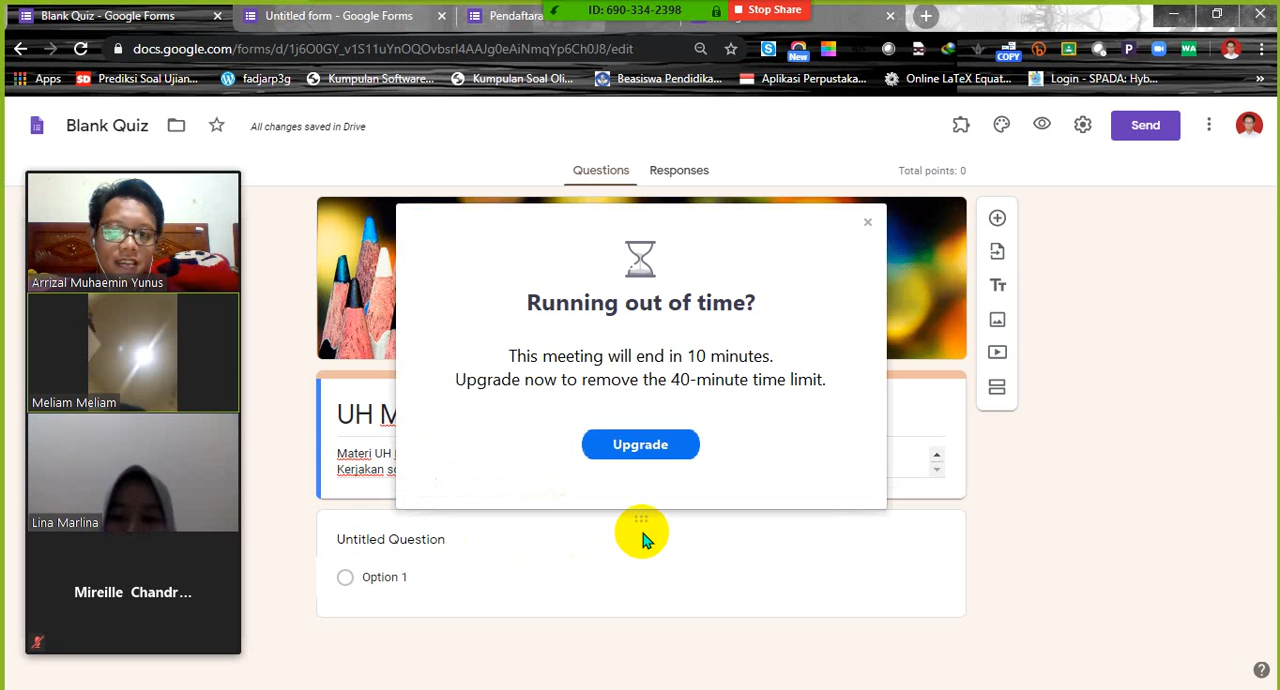 Blank Quiz - Google Forms
Untitled form - Google Forms
Pendaftara
ID: 690-334-2398
Stop Share
docs.google.com/forms/d/1j6O0GY_v1S11uYnOQOvbsrI4AAJg0eAiNmqYp6Ch0J8/edit
New
COPY
WA
Apps
Prediksi Soal Ujian...
fadjarp3g
Kumpulan Software...
Kumpulan Soal Oli...
Beasiswa Pendidika...
Aplikasi Perpustaka...
Online LaTeX Equat...
Login - SPADA: Hyb...
Blank Quiz
All changes saved in Drive
Send
Questions
Responses
Total points: 0
Arrizal Muhaemin Yunus
Meliam Meliam
Lina Marlina
Mireille Chandr...
Running out of time?
This meeting will end in 10 minutes.
Upgrade now to remove the 40-minute time limit.
Upgrade
UH M
Materi UH
Kerjakan so
Untitled Question
Option 1